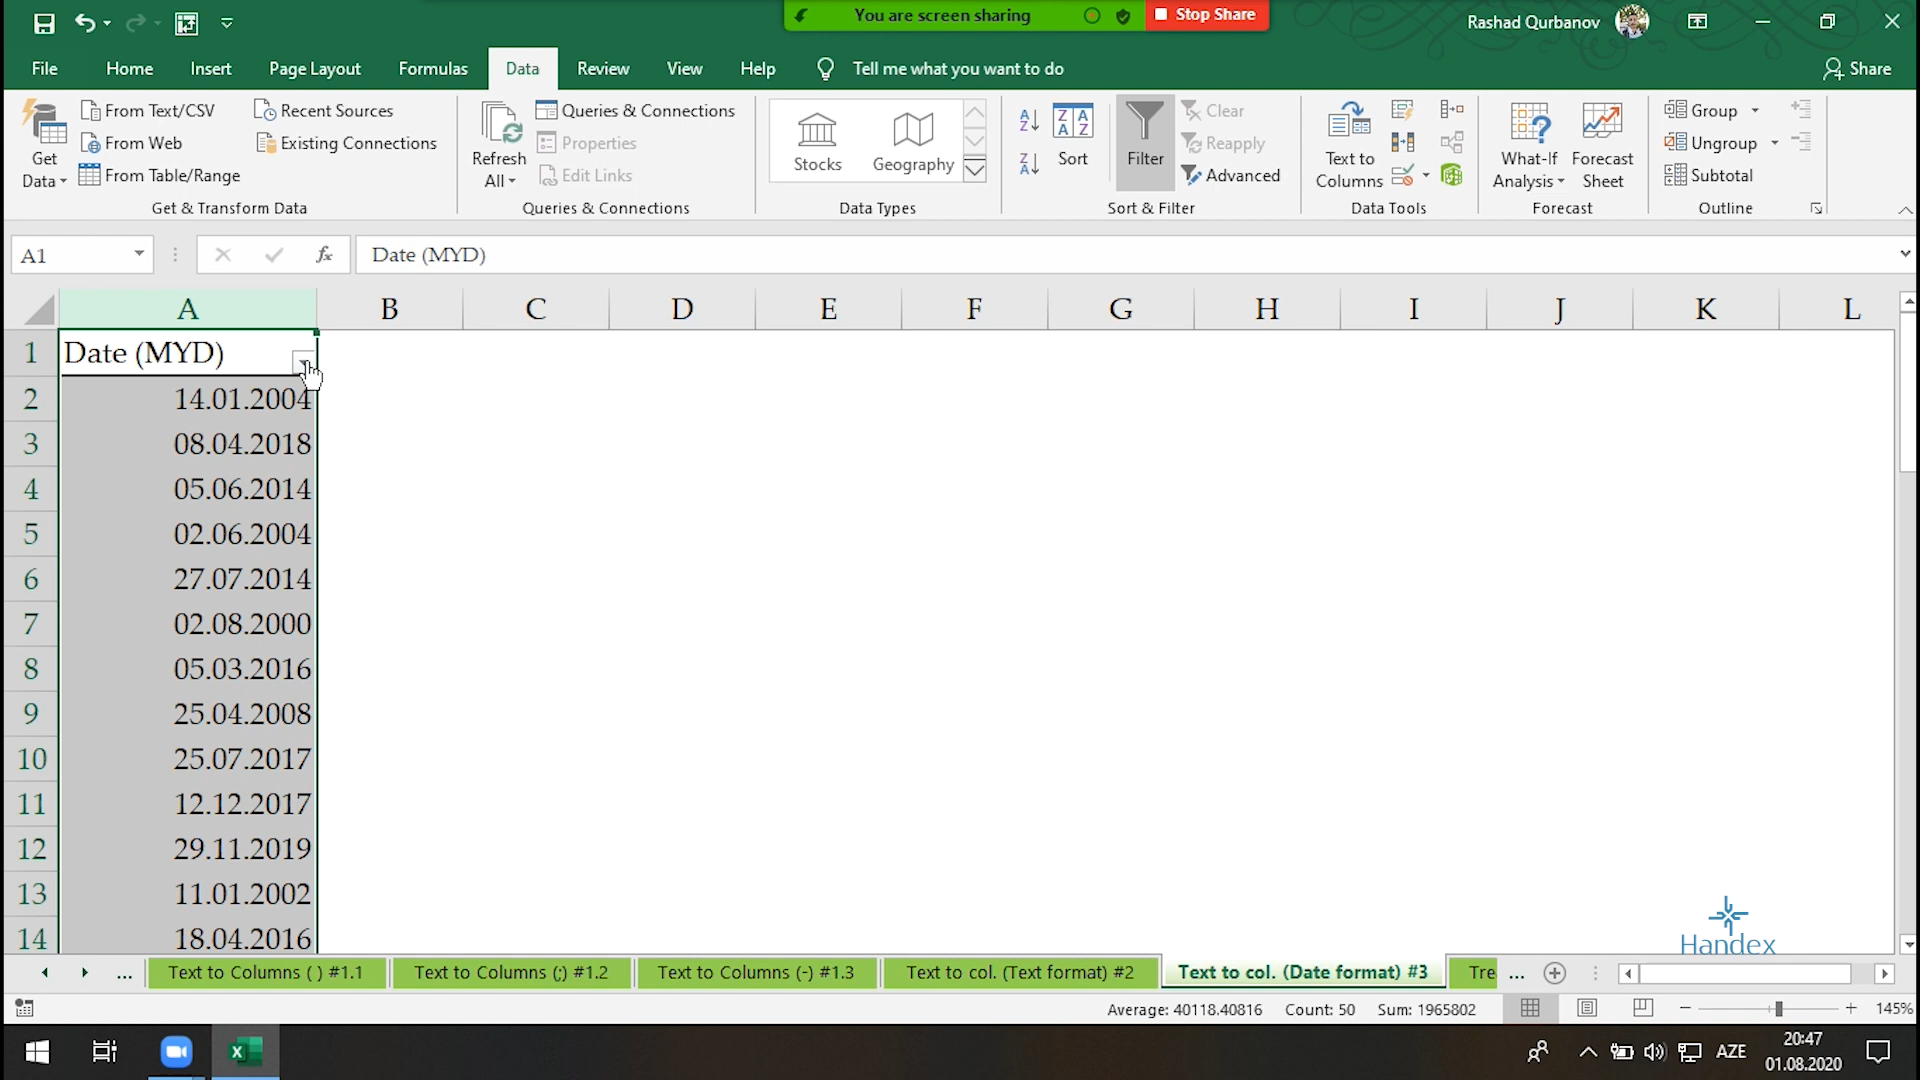 You are screen sharing
Stop Share
Rashad Qurbanov
File
Home
Insert
Page Layout
Formulas
Data
Review
View
Help
Tell me what you want to do
Share
Get Data
From Text/CSV
From Web
From Table/Range
Recent Sources
Existing Connections
Get & Transform Data
Refresh All
Queries & Connections
Properties
Edit Links
Queries & Connections
Stocks
Geography
Data Types
Sort
Filter
Clear
Reapply
Advanced
Sort & Filter
Text to Columns
Data Tools
What-If Analysis
Forecast Sheet
Forecast
Group
Ungroup
Subtotal
Outline
A1
fx
Date (MYD)
A B C D E F G H I J K L
1 Date (MYD)
2 14.01.2004
3 08.04.2018
4 05.06.2014
5 02.06.2004
6 27.07.2014
7 02.08.2000
8 05.03.2016
9 25.04.2008
10 25.07.2017
11 12.12.2017
12 29.11.2019
13 11.01.2002
14 18.04.2016
Handex
... Text to Columns ( ) #1.1
Text to Columns (;) #1.2
Text to Columns (-) #1.3
Text to col. (Text format) #2
Text to col. (Date format) #3
Tre ...
Average: 40118.40816 Count: 50 Sum: 1965802
145%
AZE
20:47
01.08.2020